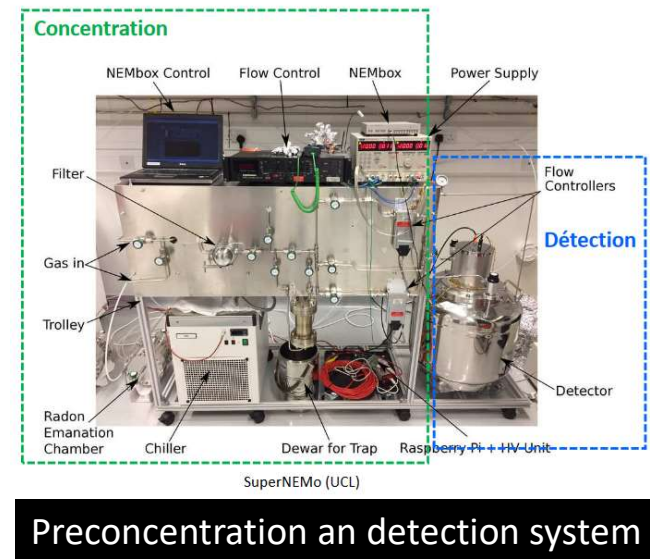 Concentration
NEMbox Control
Flow Control
NEMbox
Power Supply
Filter
Flow
Controllers
Détection
Gas in
Trolley
Detector
Radon
Emanation
Chamber
Chiller
Dewar for Trap
Raspberry Pi + HV Unit
SuperNEMo (UCL)
Preconcentration an detection system